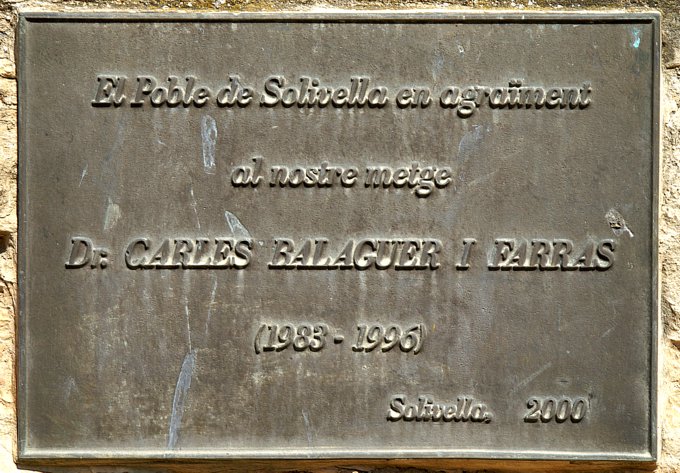 El Poble de Solivella en agraïment
al nostre metge
Dr. CARLES BALAGUER I FARRAS
(1983 - 1996)
Solivella, 2000